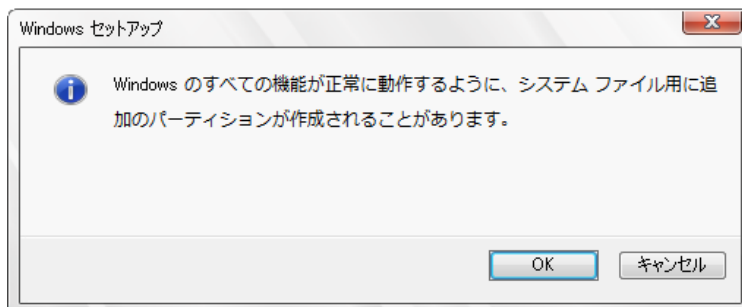 Windows セットアップ
Windows のすべての機能が正常に動作するように、システム ファイル用に追
加のパーティションが作成されることがあります。
OK
キャンセル